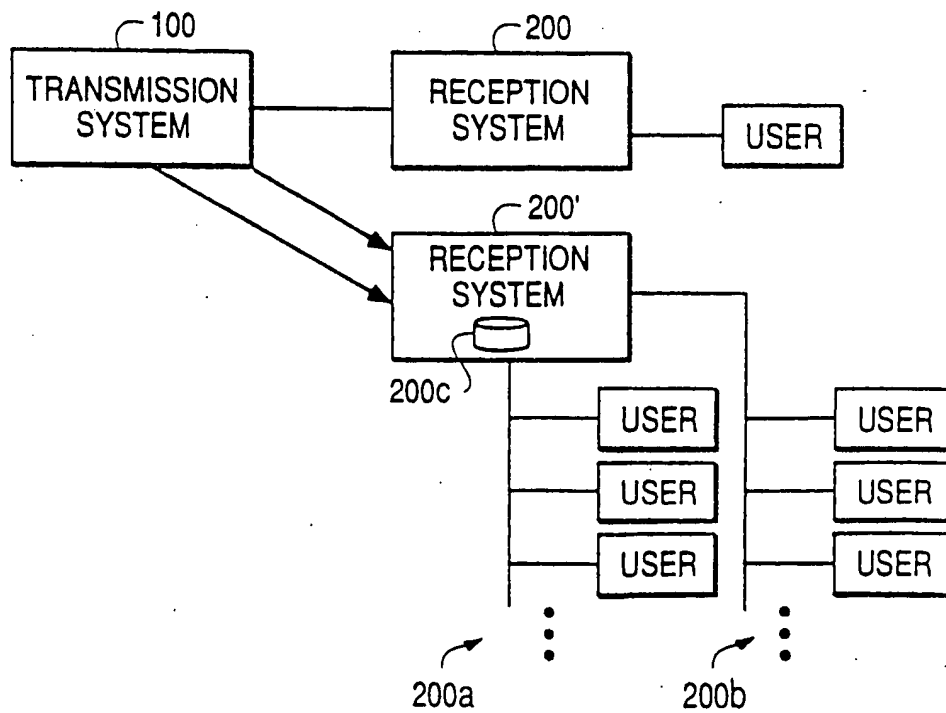 100
TRANSMISSION
SYSTEM
200
RECEPTION
SYSTEM
USER
200'
RECEPTION
SYSTEM
200c
USER
USER
USER
USER
USER
USER
200a
200b